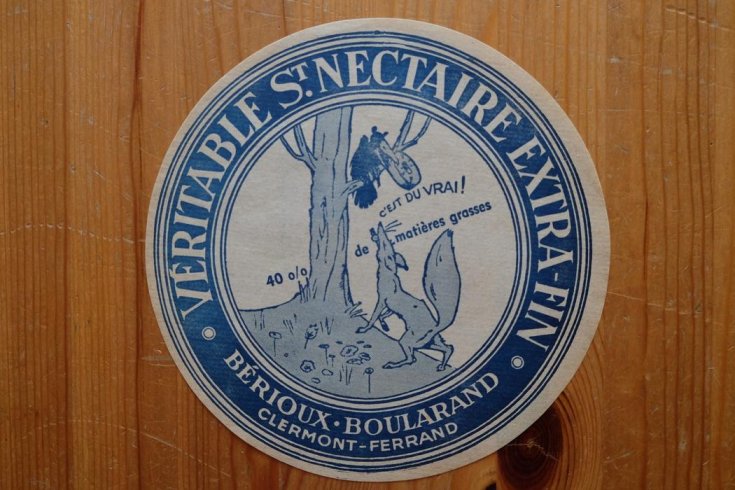 VÉRITABLE ST. NECTAIRE EXTRA-FIN
C'EST DU VRAI!
40 o/o de matières grasses
BÉRIOUX · BOULARAND
CLERMONT-FERRAND